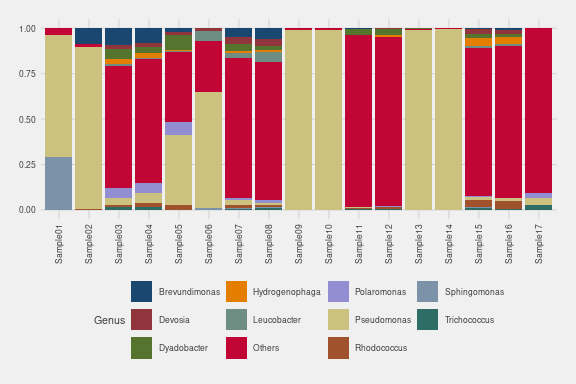 1.00
0.75
0.50
0.25
0.00
Sample01 Sample02 Sample03 Sample04 Sample05 Sample06 Sample07 Sample08 Sample09 Sample10 Sample11 Sample12 Sample13 Sample14 Sample15 Sample16 Sample17
Brevundimonas Hydrogenophaga Polaromonas Sphingomonas
Genus Devosia Leucobacter Pseudomonas Trichococcus
Dyadobacter Others Rhodococcus